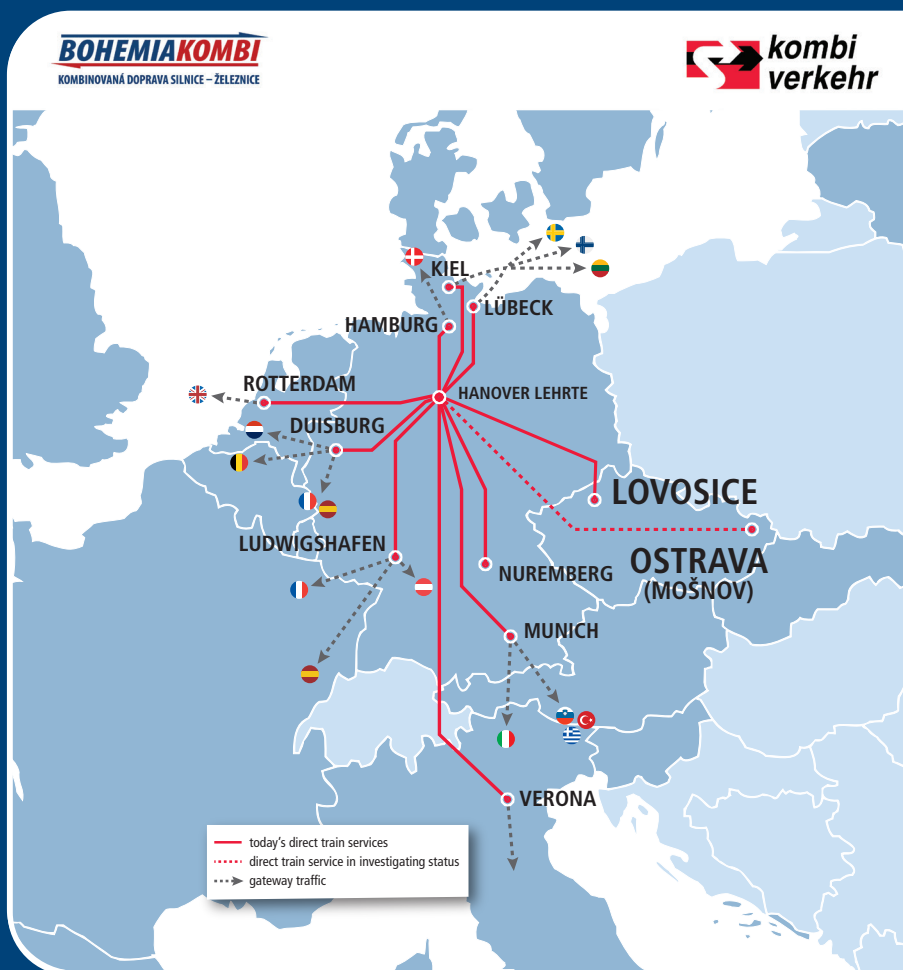 BOHEMIAKOMBI
KOMBINOVANÁ DOPRAVA SILNICE – ŽELEZNICE
kombi
verkehr
KIEL
LÜBECK
HAMBURG
ROTTERDAM
HANOVER LEHRTE
DUISBURG
LOVOSICE
LUDWIGSHAFEN
NUREMBERG
OSTRAVA
(MOŠNOV)
MUNICH
VERONA
today's direct train services
direct train service in investigating status
gateway traffic